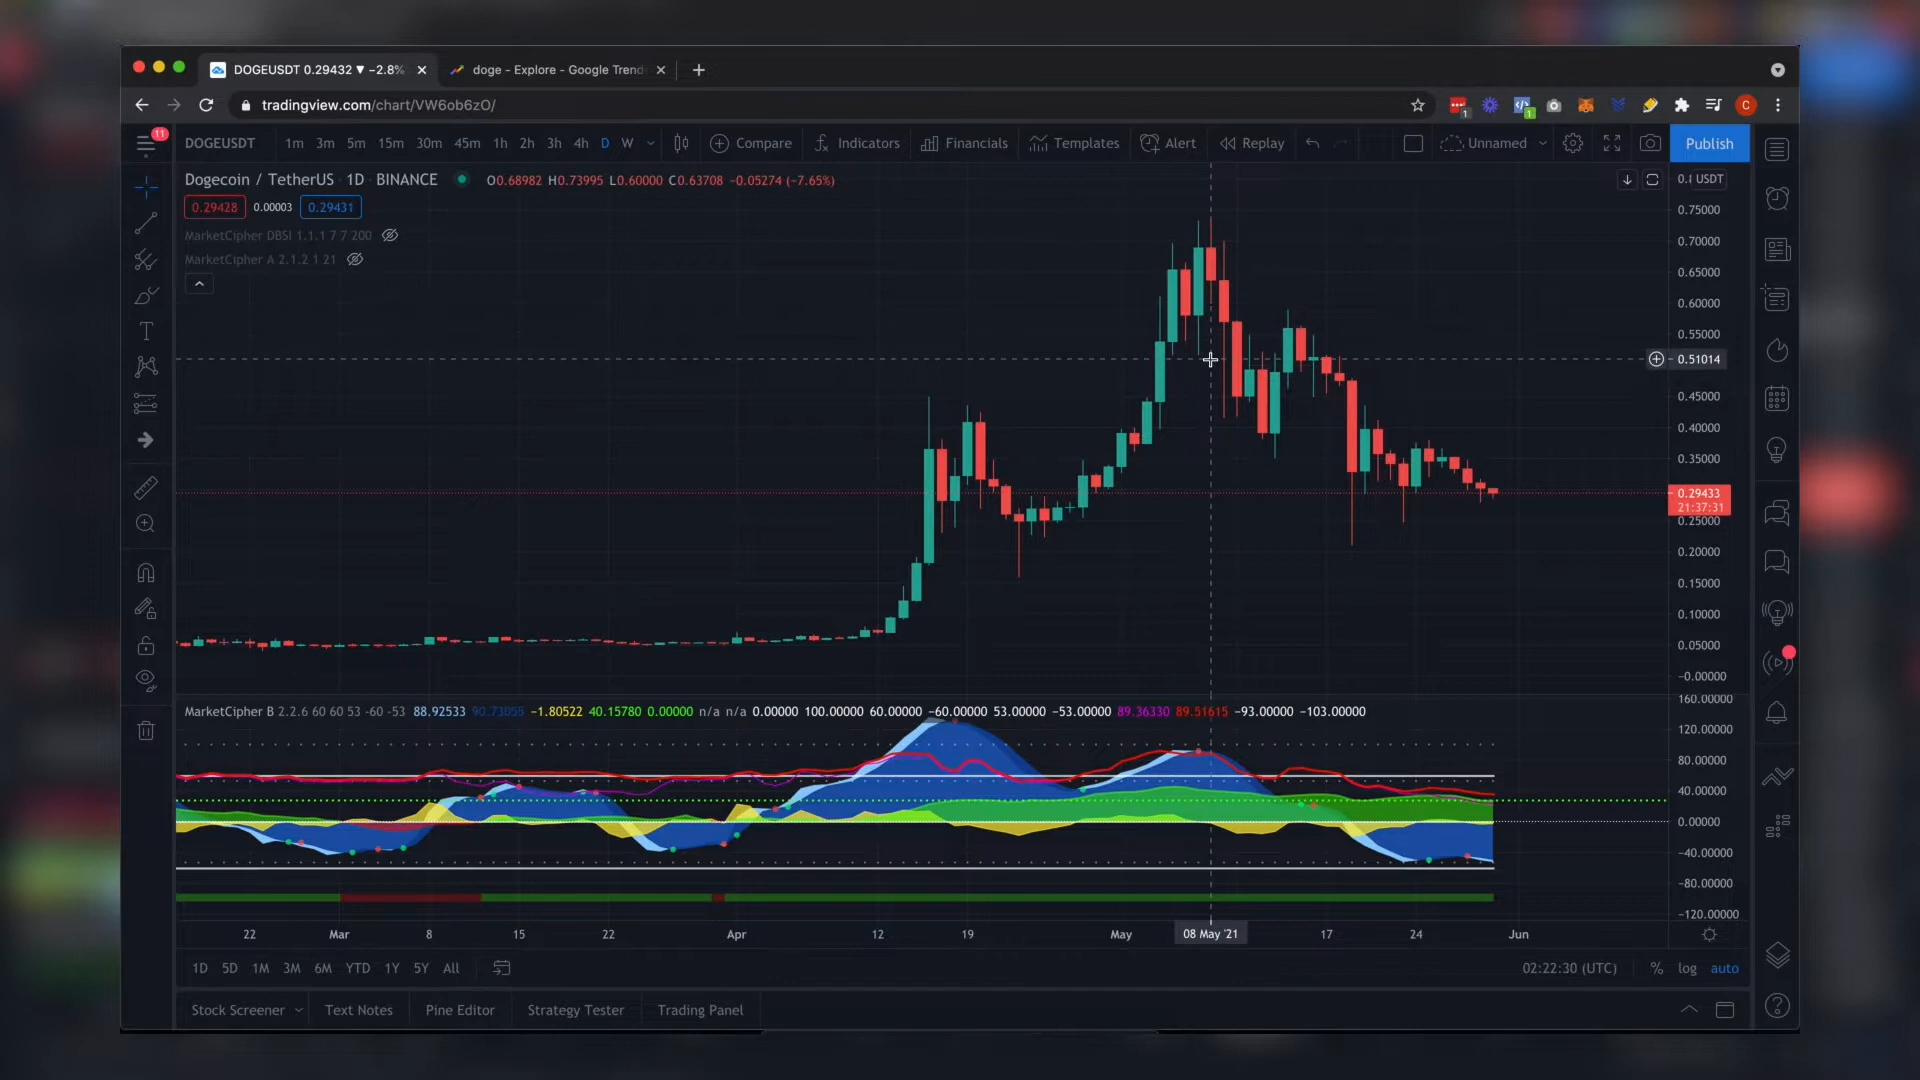 DOGEUSDT 0.29432 ▼ −2.8%
doge - Explore - Google Trend
tradingview.com/chart/VW6ob6zO/
1
1
C
11
DOGEUSDT 1m 3m 5m 15m 30m 45m 1h 2h 3h 4h D W Compare Indicators Financials Templates Alert Replay Unnamed Publish
Dogecoin / TetherUS · 1D · BINANCE O0.68982 H0.73995 L0.60000 C0.63708 −0.05274 (−7.65%)
USDT
0.29428 0.00003 0.29431
MarketCipher DBSI 1.1.1 7 7 200
MarketCipher A 2.1.2 1 21
0.75000
0.70000
0.65000
0.60000
0.55000
0.51014
0.45000
0.40000
0.35000
0.29433
21:37:31
0.25000
0.20000
0.15000
0.10000
0.05000
−0.00000
MarketCipher B 2.2.6 60 60 53 -60 -53 88.92533 90.73055 −1.80522 40.15780 0.00000 n/a n/a 0.00000 100.00000 60.00000 −60.00000 53.00000 −53.00000 89.36330 89.51615 −93.00000 −103.00000
160.00000
120.00000
80.00000
40.00000
0.00000
−40.00000
−80.00000
−120.00000
22 Mar 8 15 22 Apr 12 19 May 08 May '21 17 24 Jun
1D 5D 1M 3M 6M YTD 1Y 5Y All 02:22:30 (UTC) % log auto
Stock Screener Text Notes Pine Editor Strategy Tester Trading Panel